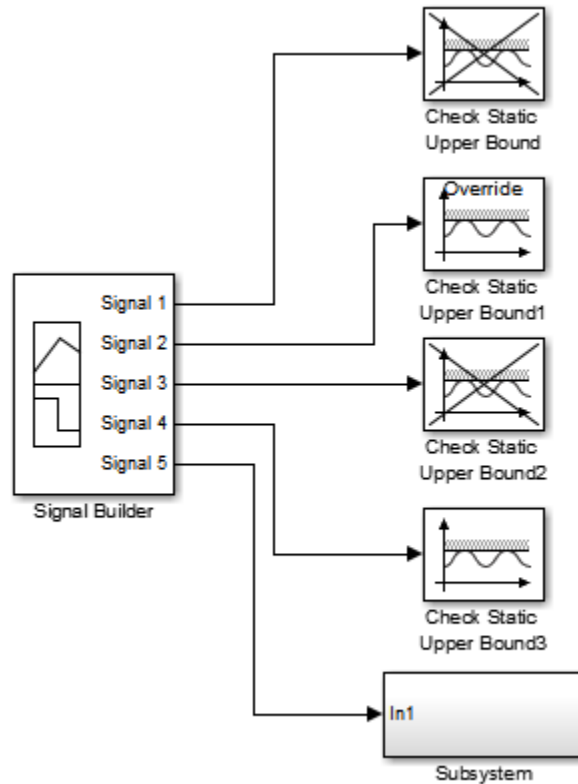 Check Static
Upper Bound
Override
Check Static
Upper Bound1
Signal 1
Signal 2
Signal 3
Signal 4
Signal 5
Signal Builder
Check Static
Upper Bound2
Check Static
Upper Bound3
In1
Subsystem